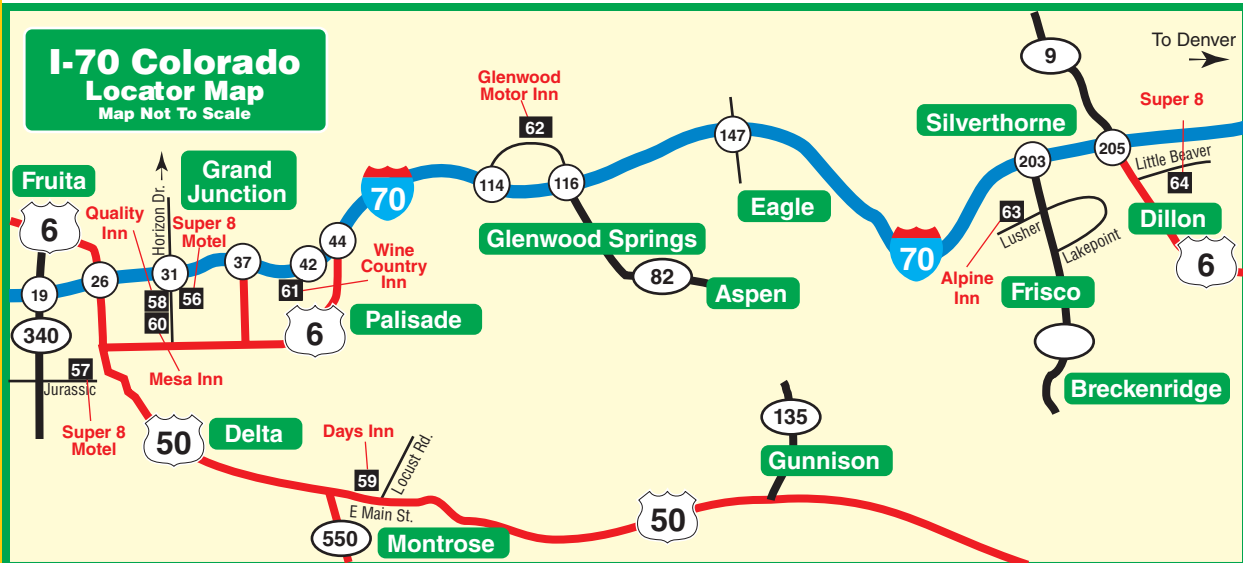 I-70 Colorado
Locator Map
Map Not To Scale
To Denver
9
Super 8
Glenwood
Motor Inn
62
147
Silverthorne
205
203
Little Beaver
64
Dillon
6
Fruita
6
Quality
Inn
Horizon Dr.
Grand
Junction
Super 8
Motel
70
114
116
Eagle
Glenwood Springs
82
Aspen
70
63
Lusher
Lakepoint
Alpine
Inn
Frisco
Breckenridge
19
26
31
37
42
44
Wine
Country
Inn
58
56
60
61
340
6
Palisade
Mesa Inn
57
Jurassic
Super 8
Motel
50
Delta
Days Inn
59
Locust Rd.
E Main St.
550
Montrose
50
135
Gunnison